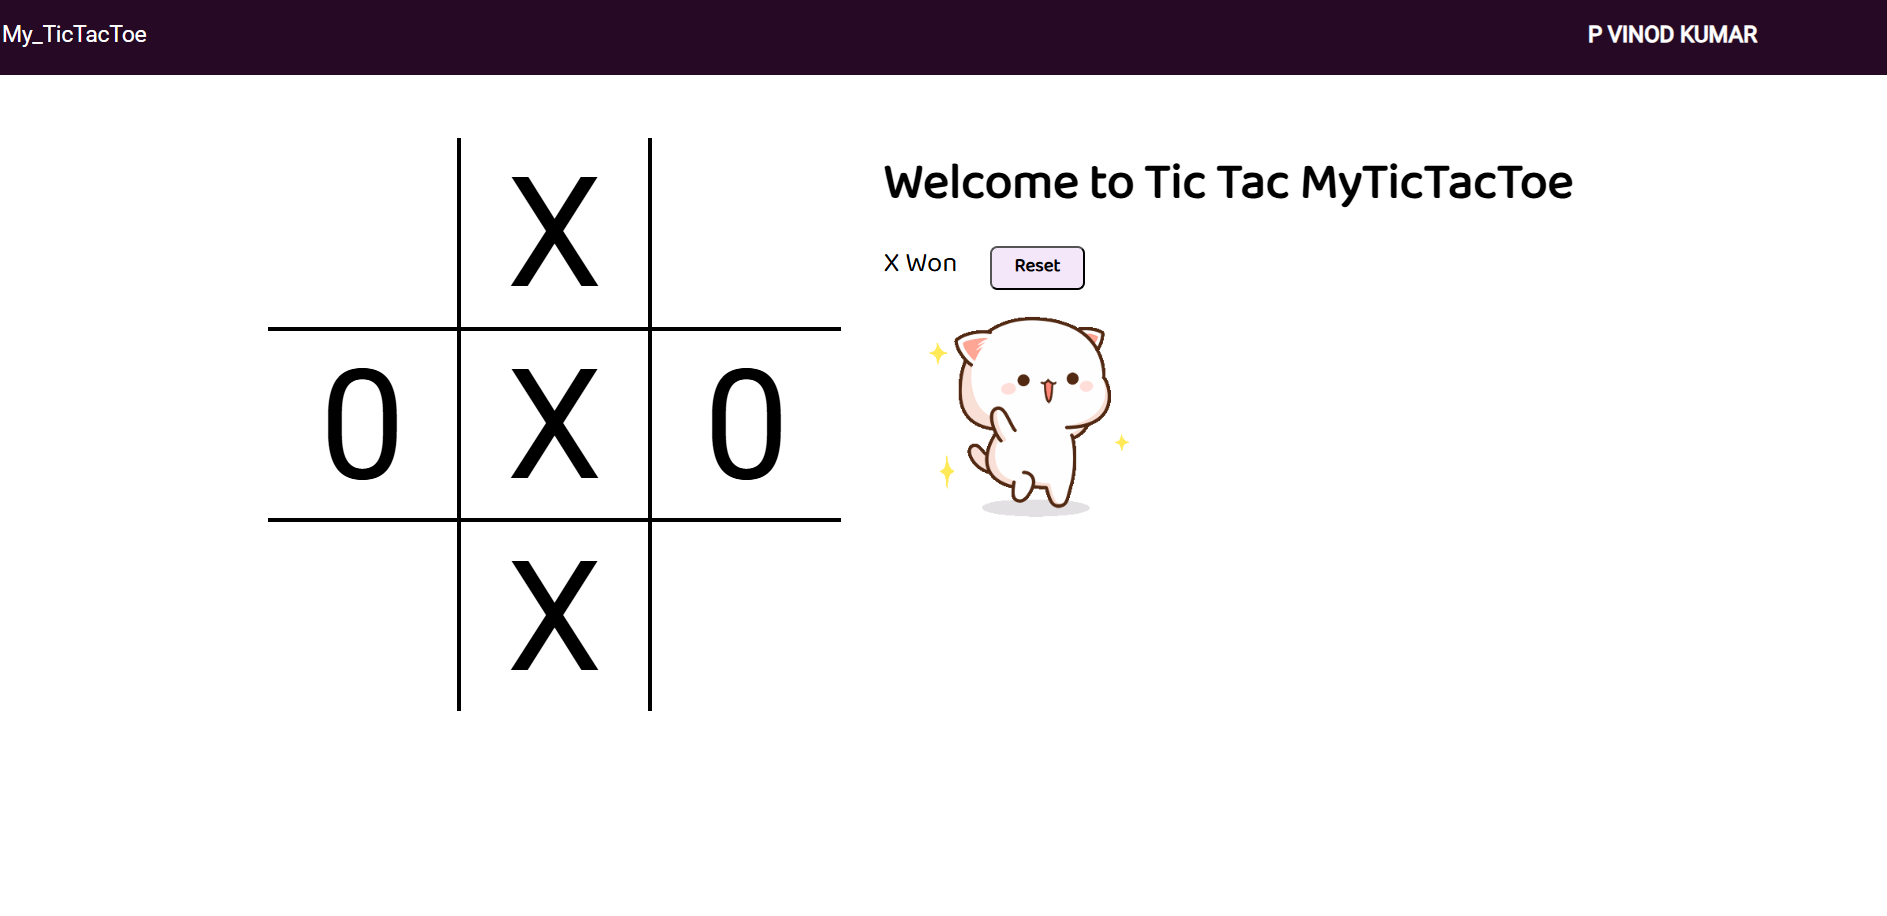 My_TicTacToe P VINOD KUMAR
X
0 X 0
X
Welcome to Tic Tac MyTicTacToe
X Won Reset